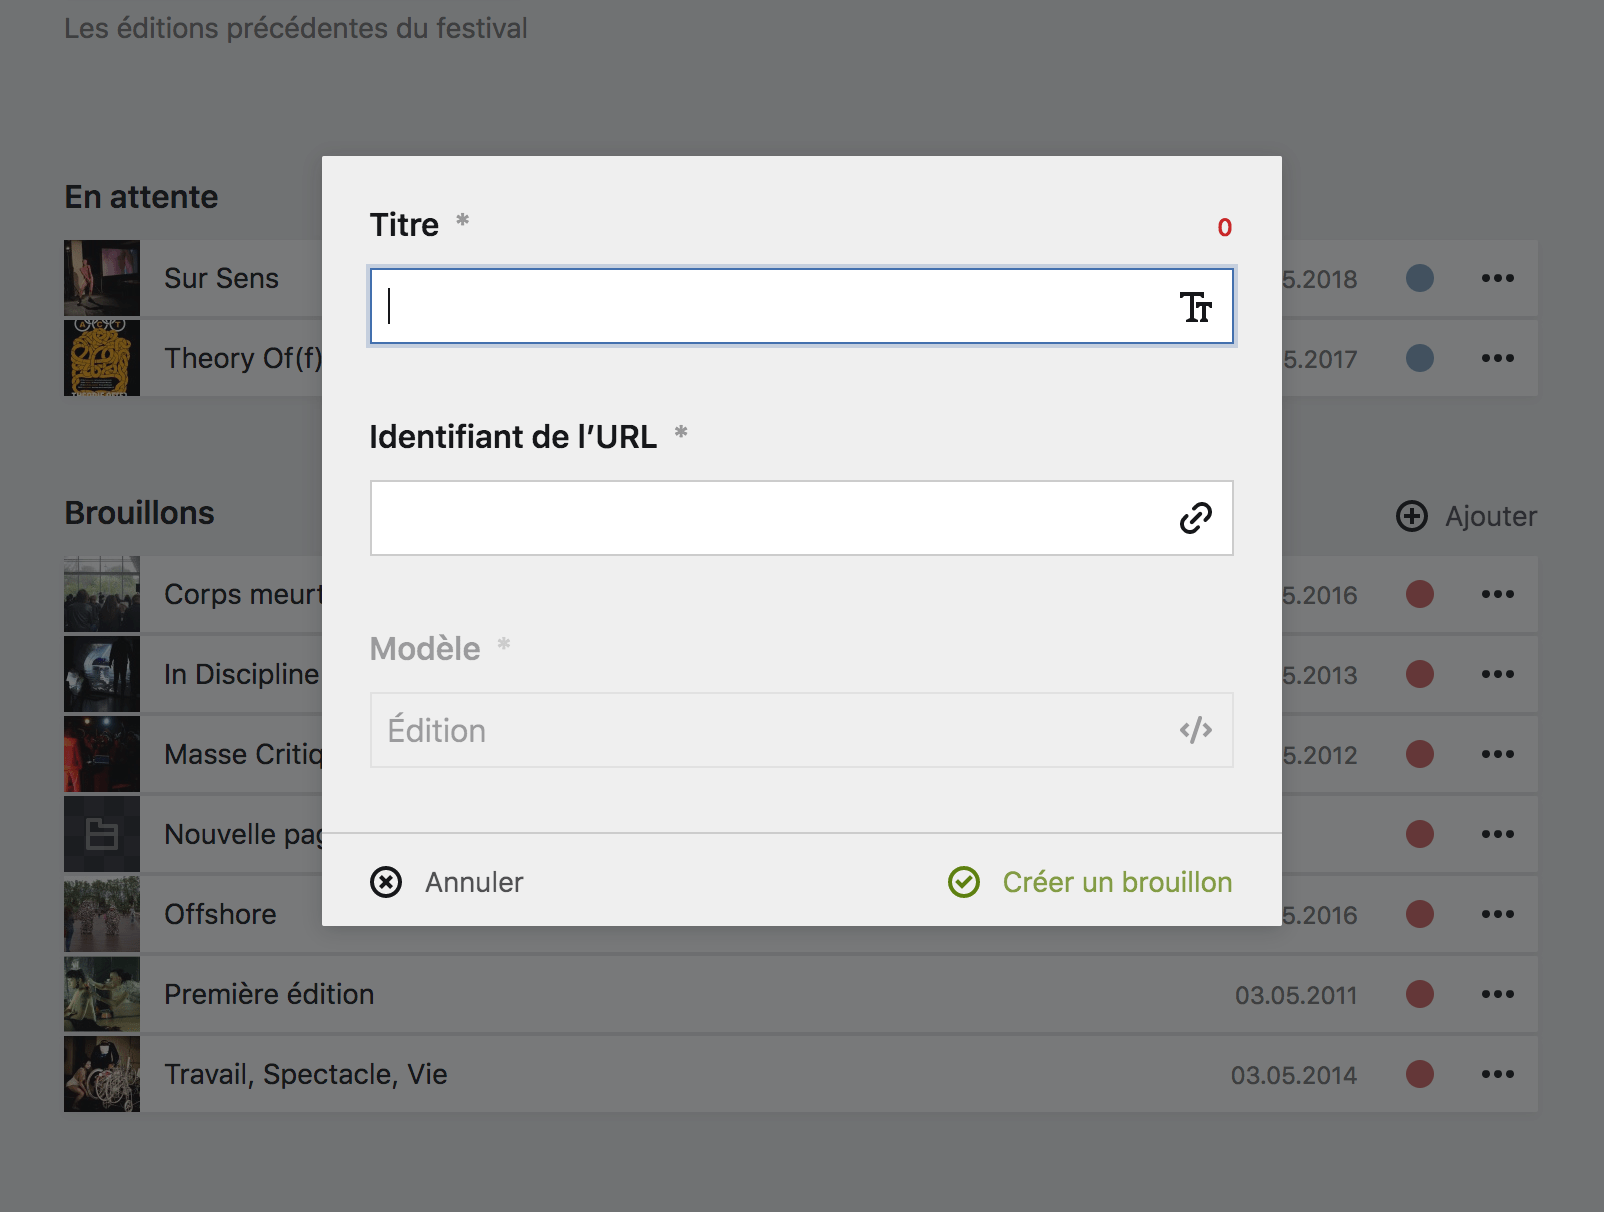 Les éditions précédentes du festival
En attente
Sur Sens
5.2018
Theory Of(f)
5.2017
Brouillons
Ajouter
Corps meurt
5.2016
In Discipline
5.2013
Masse Critiq
5.2012
Nouvelle pag
Offshore
5.2016
Première édition
03.05.2011
Travail, Spectacle, Vie
03.05.2014
Titre *
0
Identifiant de l’URL *
Modèle *
Édition
Annuler
Créer un brouillon